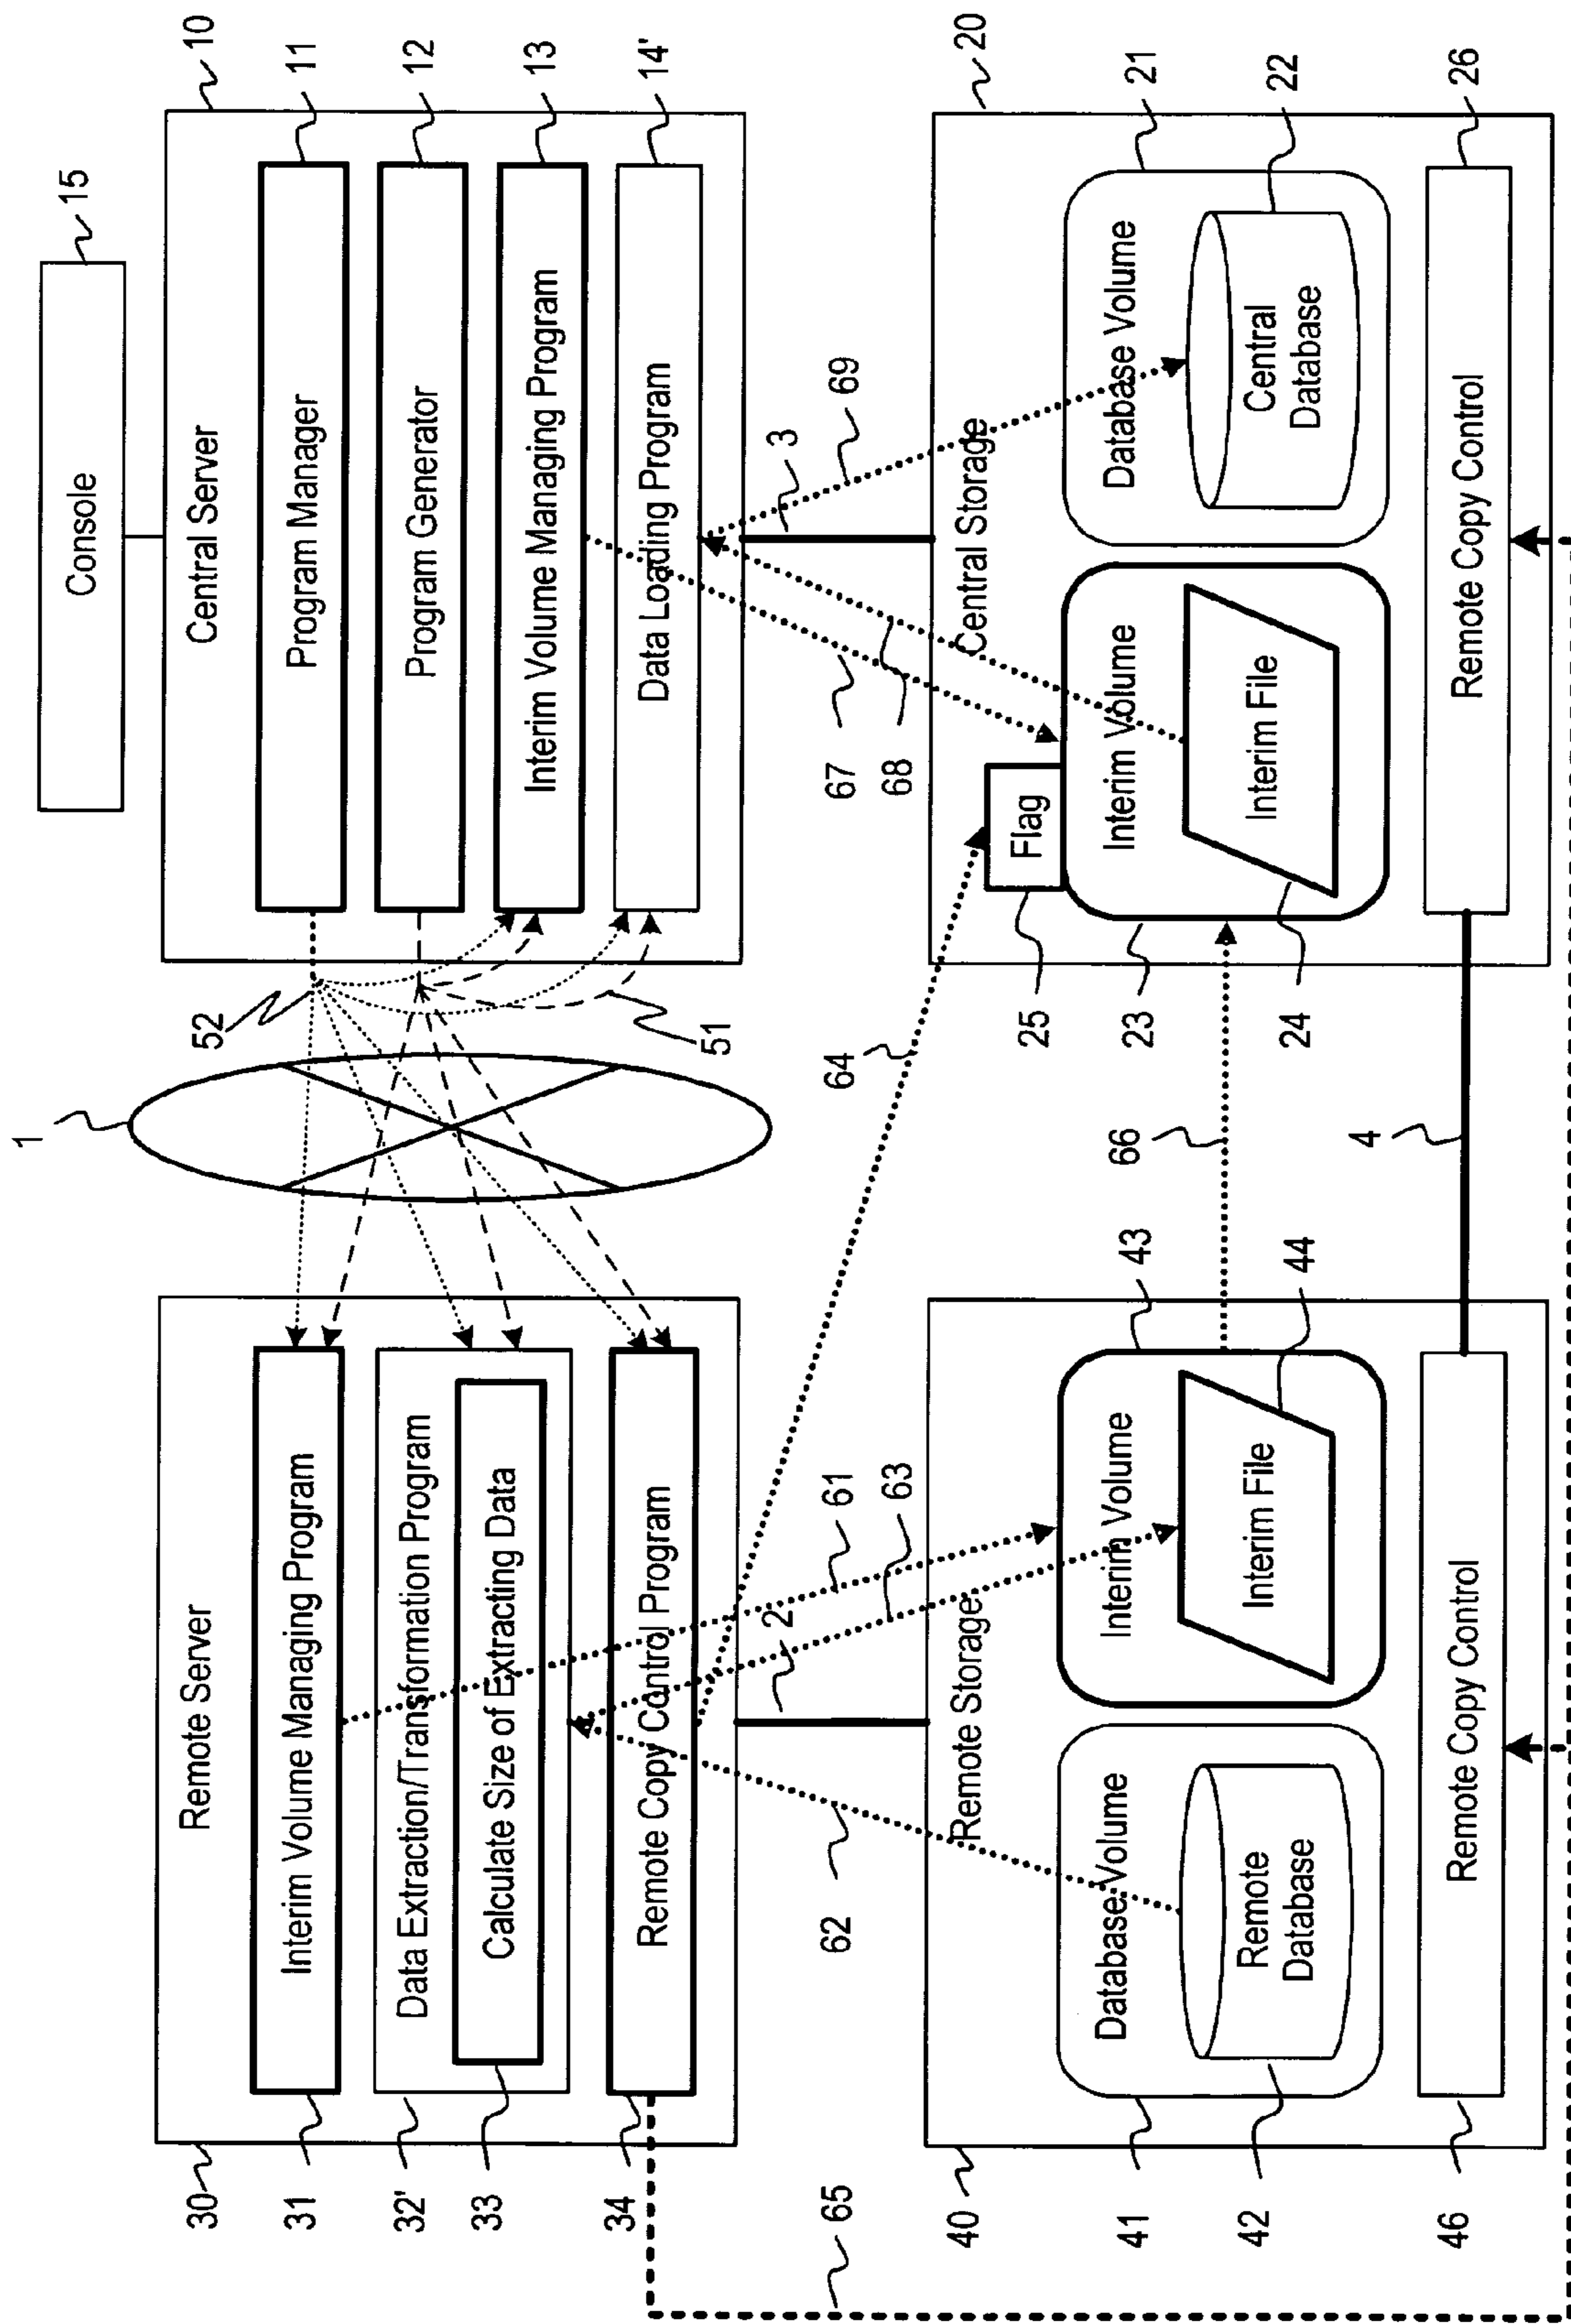 Remote Server
30
Interim Volume Managing Program
31
Data Extraction/Transformation Program
32'
Calculate Size of Extracting Data
33
Remote Copy Control Program
34
65
62
2
61
63
Remote Storage
40
Database Volume
41
Remote
Database
42
Interim Volume
43
Interim File
44
Remote Copy Control
46
1
52
51
64
66
4
Console
15
Central Server
10
Program Manager
11
Program Generator
12
Interim Volume Managing Program
13
Data Loading Program
14'
67
68
3
69
Central Storage
20
Flag
25
Interim Volume
23
Interim File
24
Database Volume
21
Central
Database
22
Remote Copy Control
26